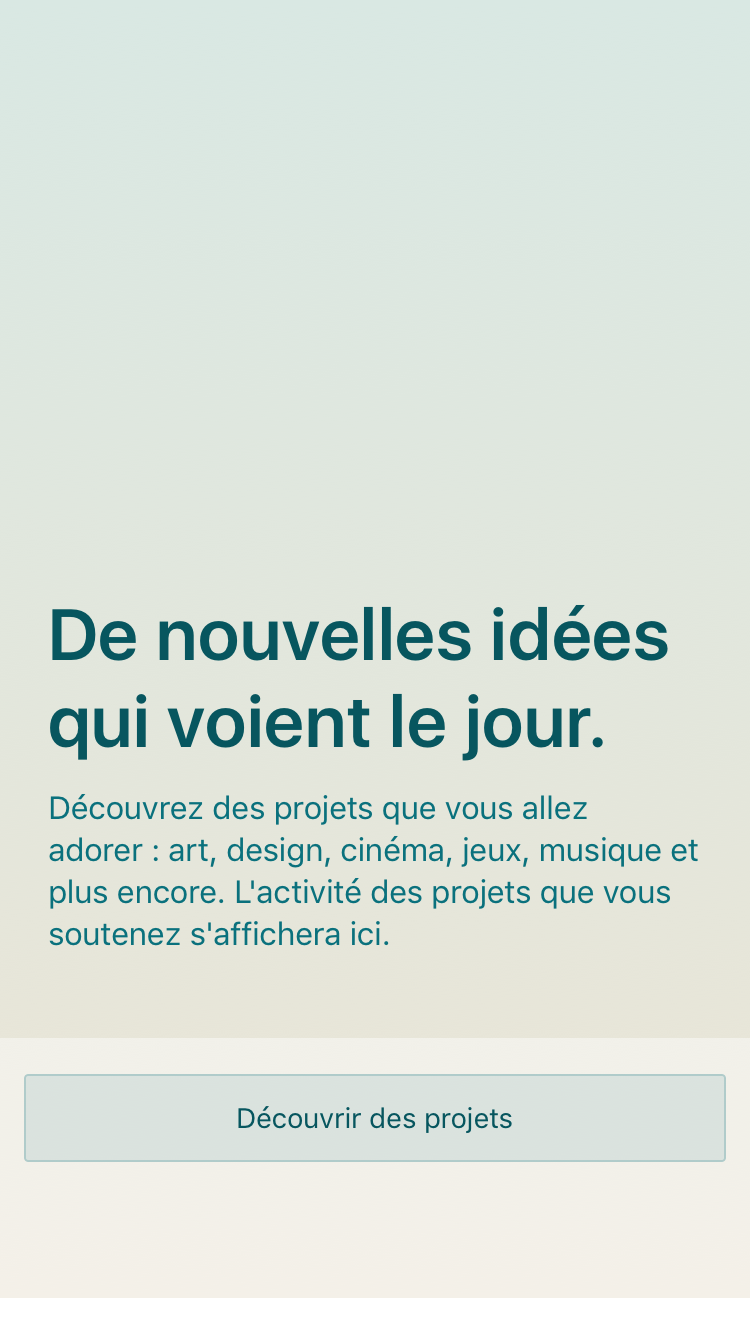 De nouvelles idées
qui voient le jour.
Découvrez des projets que vous allez
adorer : art, design, cinéma, jeux, musique et
plus encore. L'activité des projets que vous
soutenez s'affichera ici.
Découvrir des projets